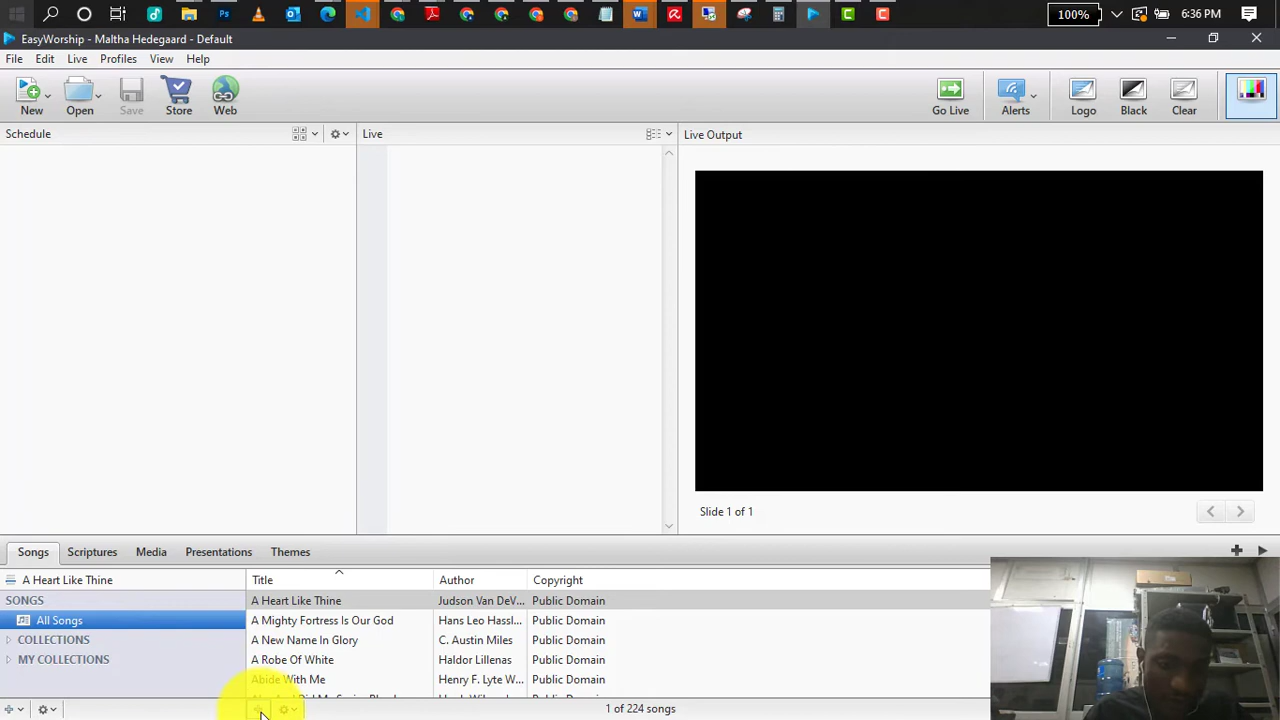 100%
6:36 PM
EasyWorship - Maltha Hedegaard - Default
File Edit Live Profiles View Help
New Open Save Store Web Go Live Alerts Logo Black Clear
Schedule Live Live Output
Slide 1 of 1
Songs Scriptures Media Presentations Themes
A Heart Like Thine Title Author Copyright
SONGS A Heart Like Thine Judson Van DeV... Public Domain
All Songs A Mighty Fortress Is Our God Hans Leo Hassl... Public Domain
COLLECTIONS A New Name In Glory C. Austin Miles Public Domain
MY COLLECTIONS A Robe Of White Haldor Lillenas Public Domain
Abide With Me Henry F. Lyte W... Public Domain
1 of 224 songs